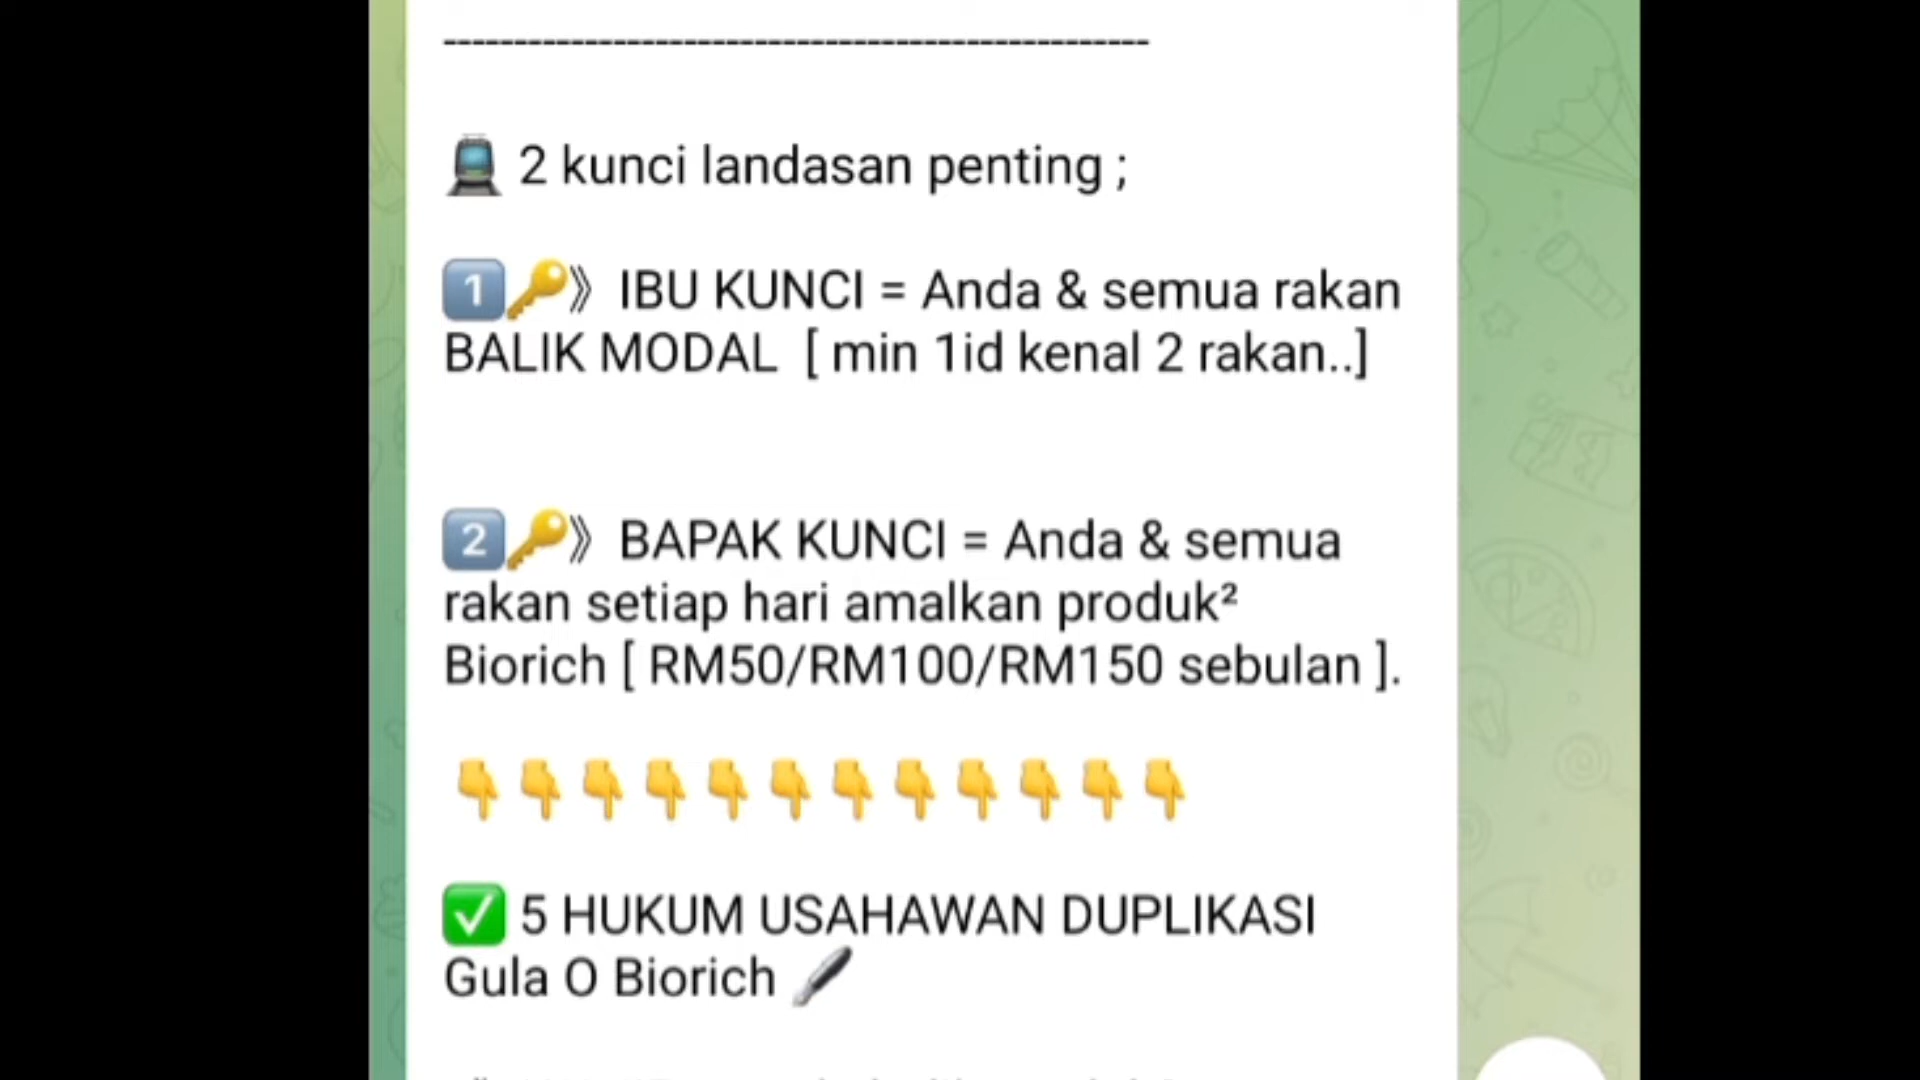 --------------------------------------------------
🚆 2 kunci landasan penting ;
1️⃣🔑》 IBU KUNCI = Anda & semua rakan
BALIK MODAL [ min 1id kenal 2 rakan..]
2️⃣🔑》 BAPAK KUNCI = Anda & semua
rakan setiap hari amalkan produk²
Biorich [ RM50/RM100/RM150 sebulan ].
👇👇👇👇👇👇👇👇👇👇👇👇
✅ 5 HUKUM USAHAWAN DUPLIKASI
Gula O Biorich 🖋